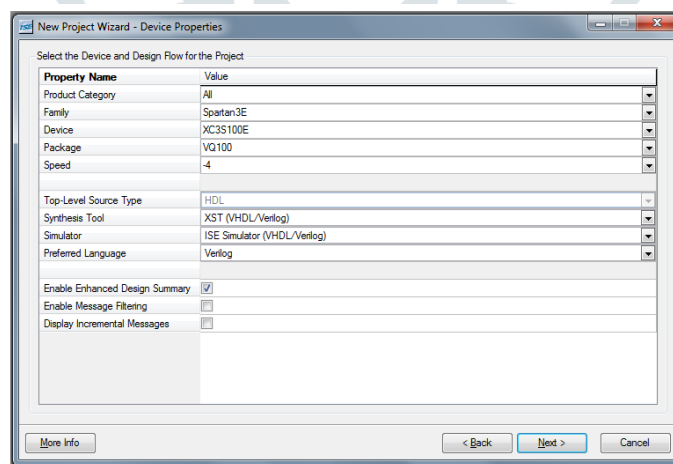 ISE New Project Wizard - Device Properties
Select the Device and Design Flow for the Project
Property Name Value
Product Category All
Family Spartan3E
Device XC3S100E
Package VQ100
Speed -4
Top-Level Source Type HDL
Synthesis Tool XST (VHDL/Verilog)
Simulator ISE Simulator (VHDL/Verilog)
Preferred Language Verilog
Enable Enhanced Design Summary
Enable Message Filtering
Display Incremental Messages
More Info < Back Next > Cancel